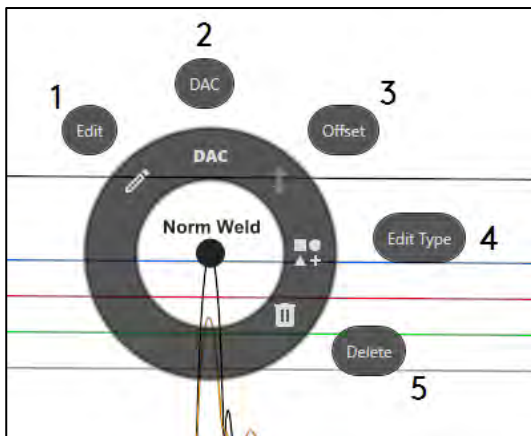 2
DAC
1
3
Edit
Offset
DAC
Norm Weld
Edit Type
4
Delete
5